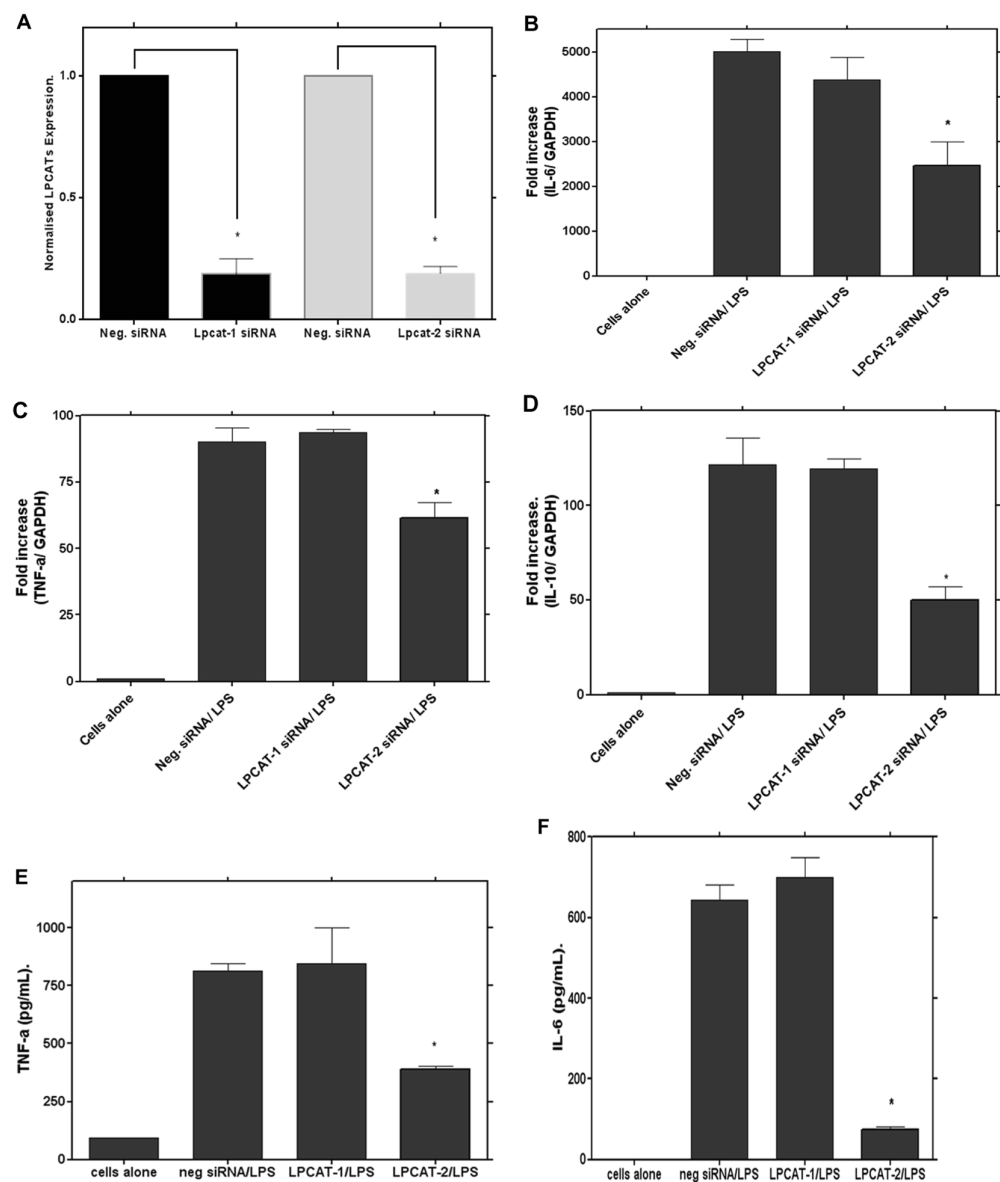 A
Normalised LPCATs Expression.
1.0
0.5
0.0
*
*
Neg. siRNA
Lpcat-1 siRNA
Neg. siRNA
Lpcat-2 siRNA
B
Fold increase
(IL-6/ GAPDH)
5000
4000
3000
2000
1000
0
*
Cells alone
Neg. siRNA/ LPS
LPCAT-1 siRNA/ LPS
LPCAT-2 siRNA/ LPS
C
Fold increase
(TNF-a/ GAPDH)
100
75
50
25
0
*
Cells alone
Neg. siRNA/ LPS
LPCAT-1 siRNA/ LPS
LPCAT-2 siRNA/ LPS
D
Fold increase.
(IL-10/ GAPDH)
150
100
50
0
*
Cells alone
Neg. siRNA/ LPS
LPCAT-1 siRNA/ LPS
LPCAT-2 siRNA/ LPS
E
TNF-a (pg/mL).
1000
750
500
250
0
*
cells alone
neg siRNA/LPS
LPCAT-1/LPS
LPCAT-2/LPS
F
IL-6 (pg/mL).
800
600
400
200
0
*
cells alone
neg siRNA/LPS
LPCAT-1/LPS
LPCAT-2/LPS